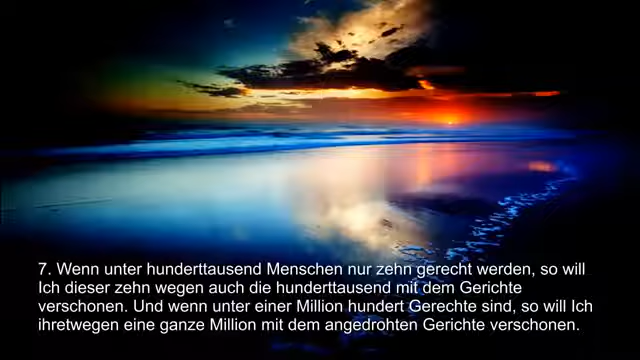 7. Wenn unter hunderttausend Menschen nur zehn gerecht werden, so will
Ich dieser zehn wegen auch die hunderttausend mit dem Gerichte
verschonen. Und wenn unter einer Million hundert Gerechte sind, so will Ich
ihretwegen eine ganze Million mit dem angedrohten Gerichte verschonen.